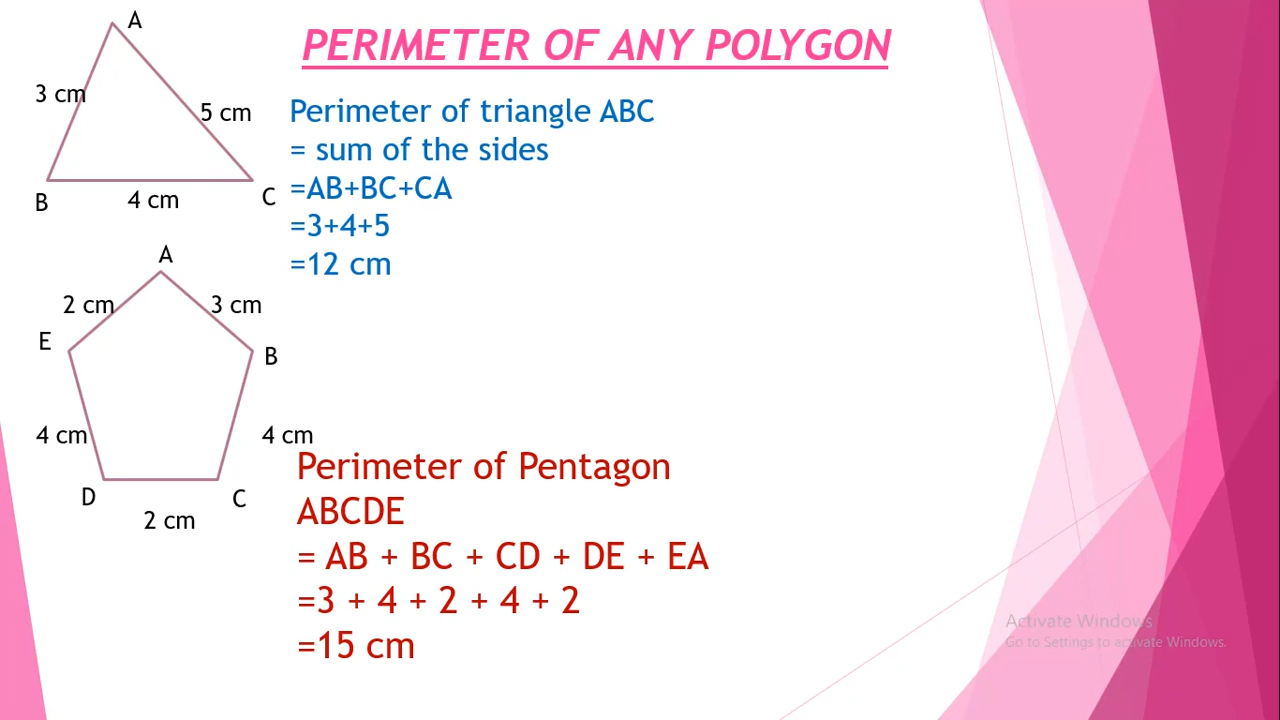 PERIMETER OF ANY POLYGON
A
3 cm
5 cm
B
4 cm
C
Perimeter of triangle ABC
= sum of the sides
=AB+BC+CA
=3+4+5
=12 cm
A
2 cm
3 cm
E
B
4 cm
4 cm
D
C
2 cm
Perimeter of Pentagon
ABCDE
= AB + BC + CD + DE + EA
=3 + 4 + 2 + 4 + 2
=15 cm
Activate Windows
Go to Settings to activate Windows.